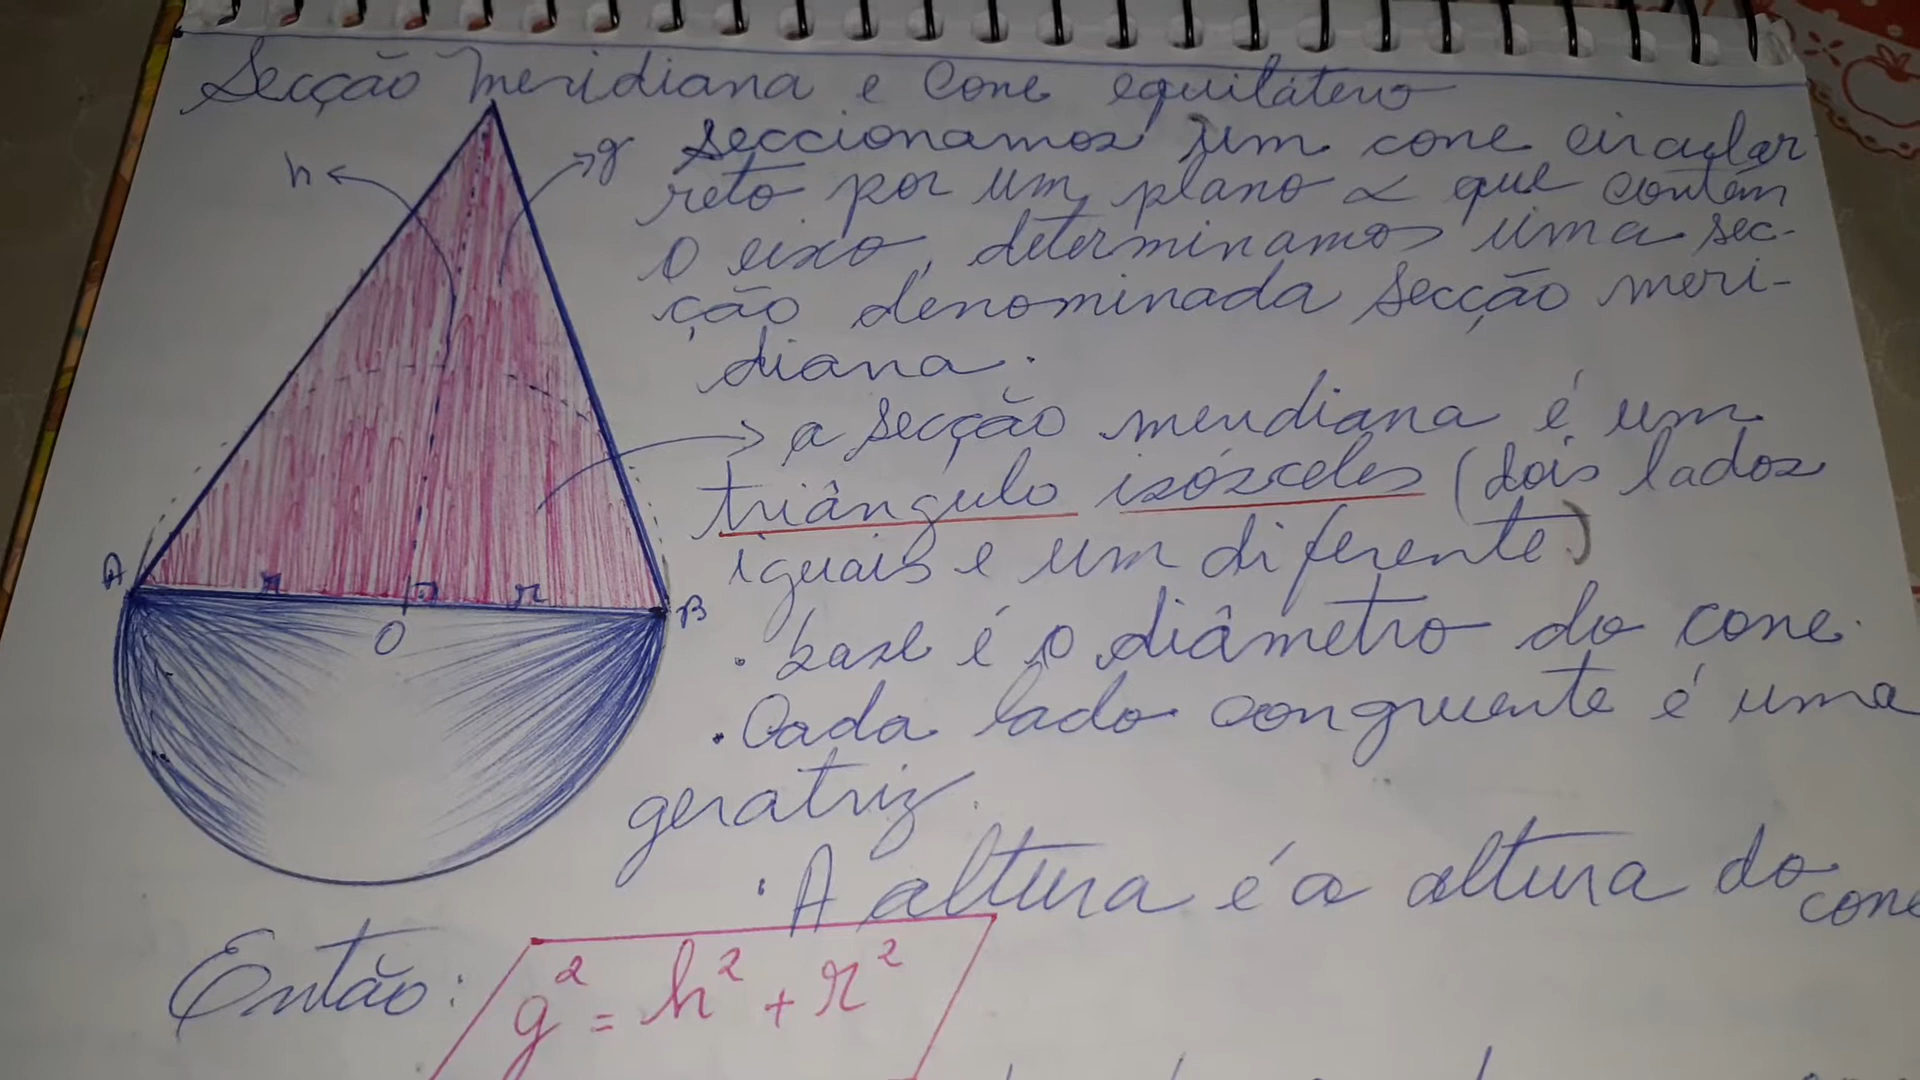 Secção meridiana e cone equilátero
h
g
Seccionamos um cone circular
reto por um plano α que contém
o eixo, determinamos uma sec-
ção denominada secção meri-
diana.
a secção meridiana é um
triângulo isósceles (dois lados
iguais e um diferente)
A r r B
O
· base é o diâmetro do cone.
· Cada lado congruente é uma
geratriz.
· A altura é a altura do
cone
Então: g² = h² + r²